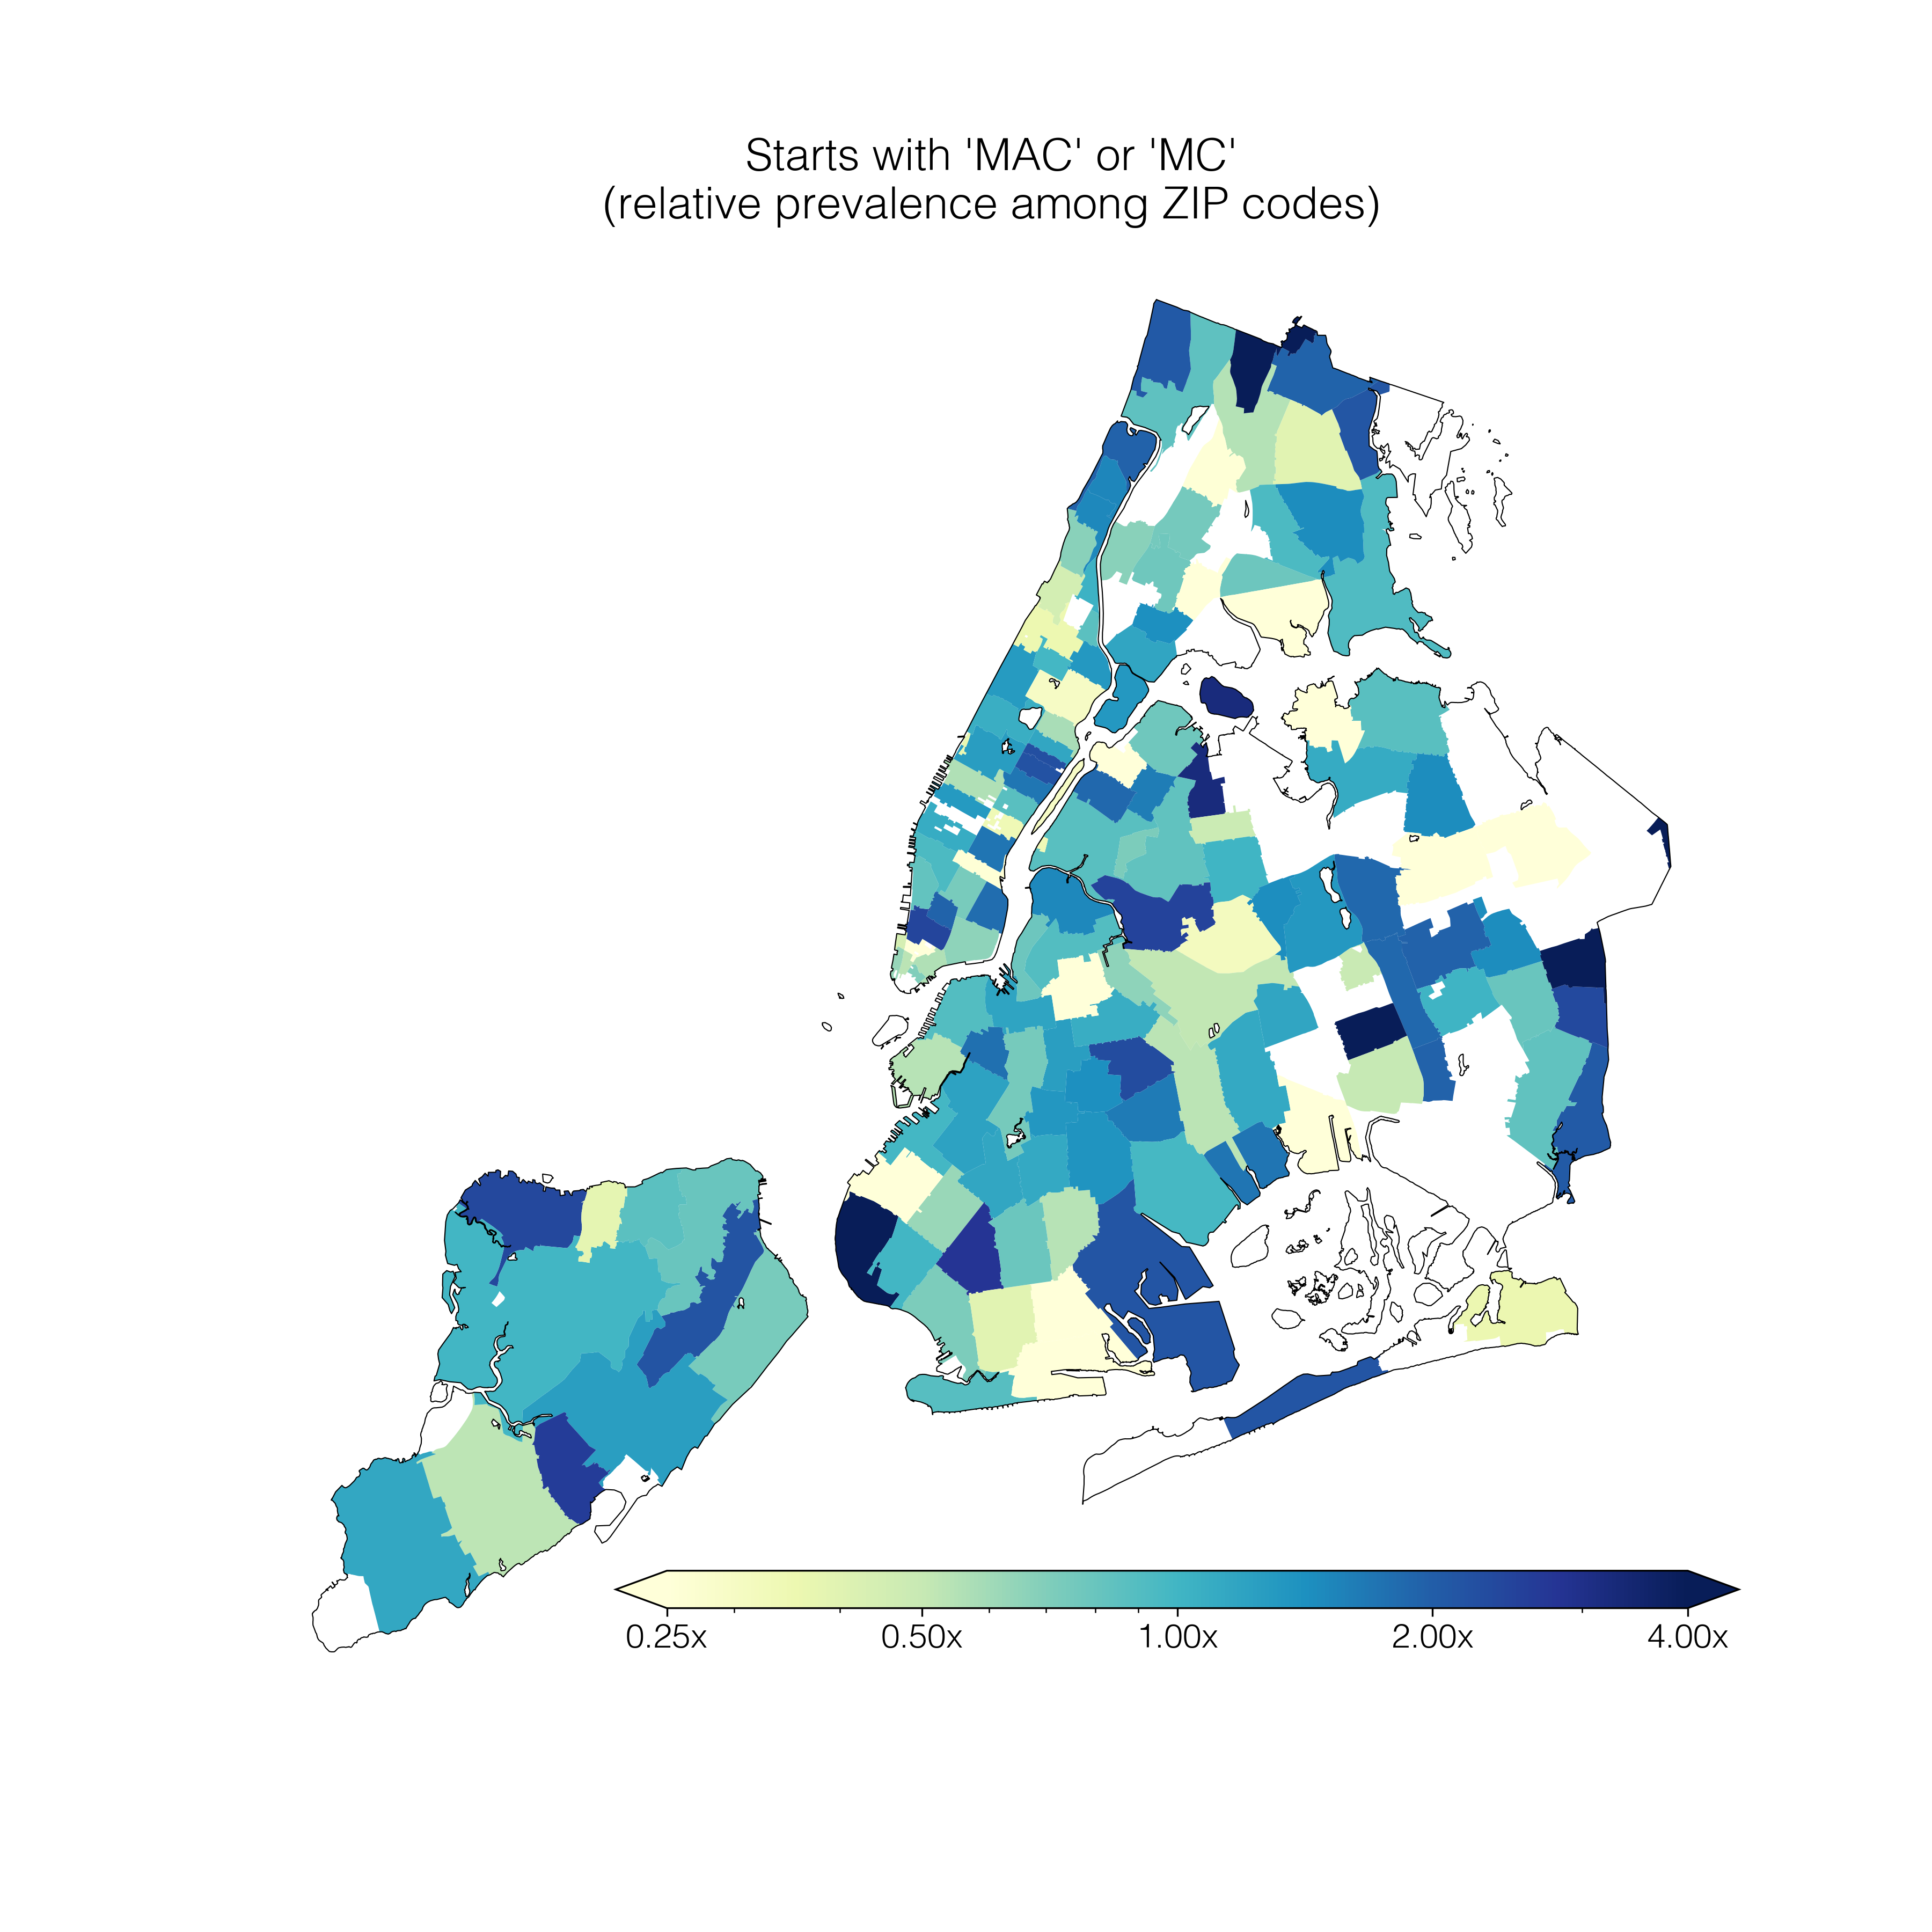 Starts with 'MAC' or 'MC'
(relative prevalence among ZIP codes)
0.25x 0.50x 1.00x 2.00x 4.00x